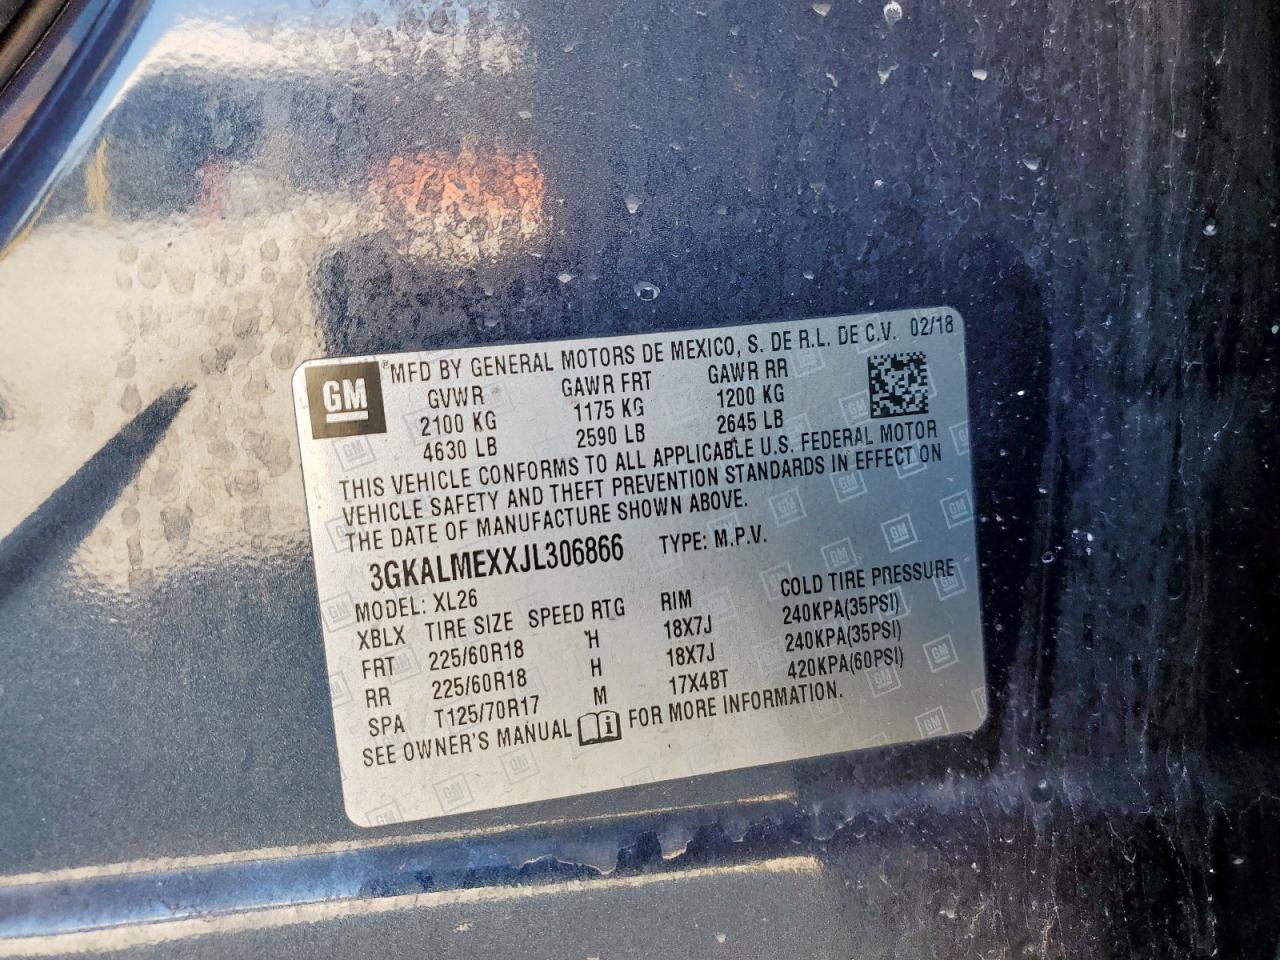 GM
®MFD BY GENERAL MOTORS DE MEXICO, S. DE R.L. DE C.V. 02/18
GVWR GAWR FRT GAWR RR
2100 KG 1175 KG 1200 KG
4630 LB 2590 LB 2645 LB
THIS VEHICLE CONFORMS TO ALL APPLICABLE U.S. FEDERAL MOTOR
VEHICLE SAFETY AND THEFT PREVENTION STANDARDS IN EFFECT ON
THE DATE OF MANUFACTURE SHOWN ABOVE.
3GKALMEXXJL306866 TYPE: M.P.V.
MODEL: XL26
XBLX TIRE SIZE SPEED RTG RIM COLD TIRE PRESSURE
FRT 225/60R18 H 18X7J 240KPA(35PSI)
RR 225/60R18 H 18X7J 240KPA(35PSI)
SPA T125/70R17 M 17X4BT 420KPA(60PSI)
SEE OWNER'S MANUAL i FOR MORE INFORMATION.